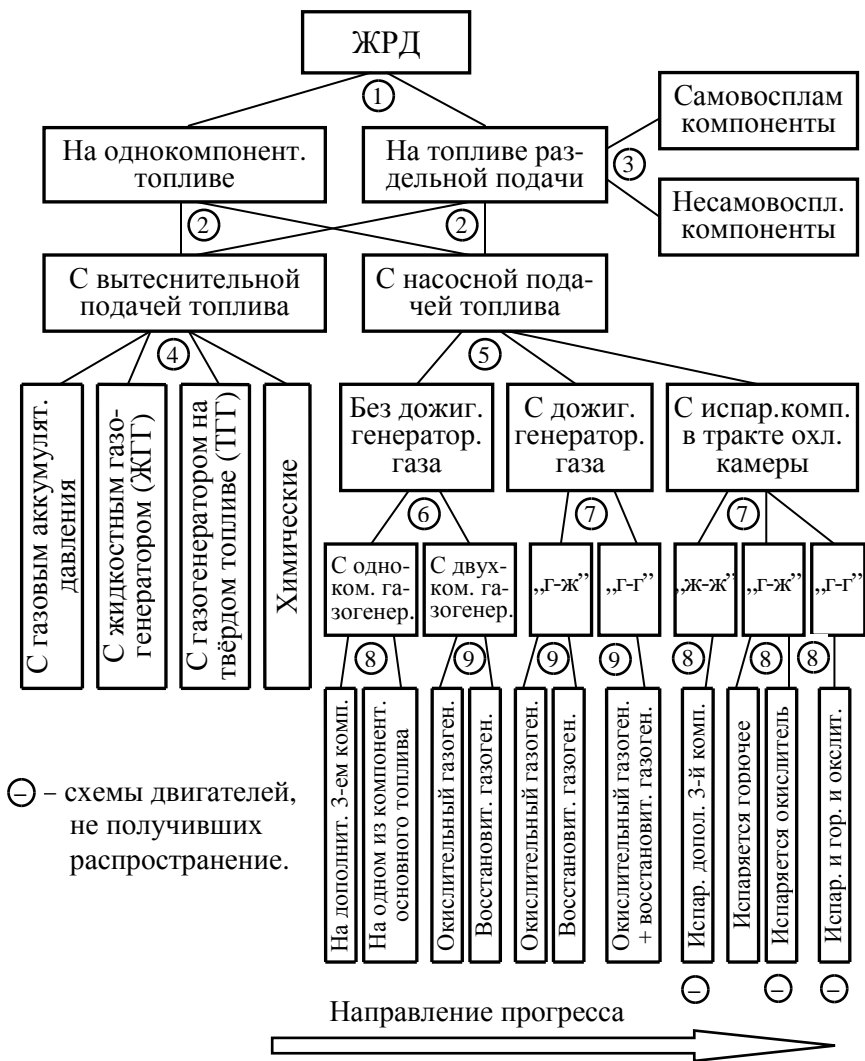 ЖРД
1
На однокомпонент.
топливе
На топливе раз-
дельной подачи
3
Самовосплам
компоненты
Несамовоспл.
компоненты
2
2
С вытеснительной
подачей топлива
С насосной пода-
чей топлива
4
5
С газовым аккумулят.
давления
С жидкостным газо-
генератором (ЖГГ)
С газогенератором на
твёрдом топливе (ТГГ)
Химические
Без дожиг.
генератор.
газа
С дожиг.
генератор.
газа
С испар.комп.
в тракте охл.
камеры
6
7
7
С одно-
ком. га-
зогенер.
С двух-
ком. га-
зогенер.
„г-ж”
„г-г”
„ж-ж”
„г-ж”
„г-г”
8
9
9
9
8
8
8
На дополнит. 3-ем комп.
На одном из компонент.
основного топлива
Окислительный газоген.
Восстановит. газоген.
Окислительный газоген.
Восстановит. газоген.
Окислительный газоген.
+ восстановит. газоген.
Испар. допол. 3-й комп.
Испаряется горючее
Испаряется окислитель
Испар. и гор. и окслит.
– – схемы двигателей,
не получивших
распространение.
–
–
–
Направление прогресса